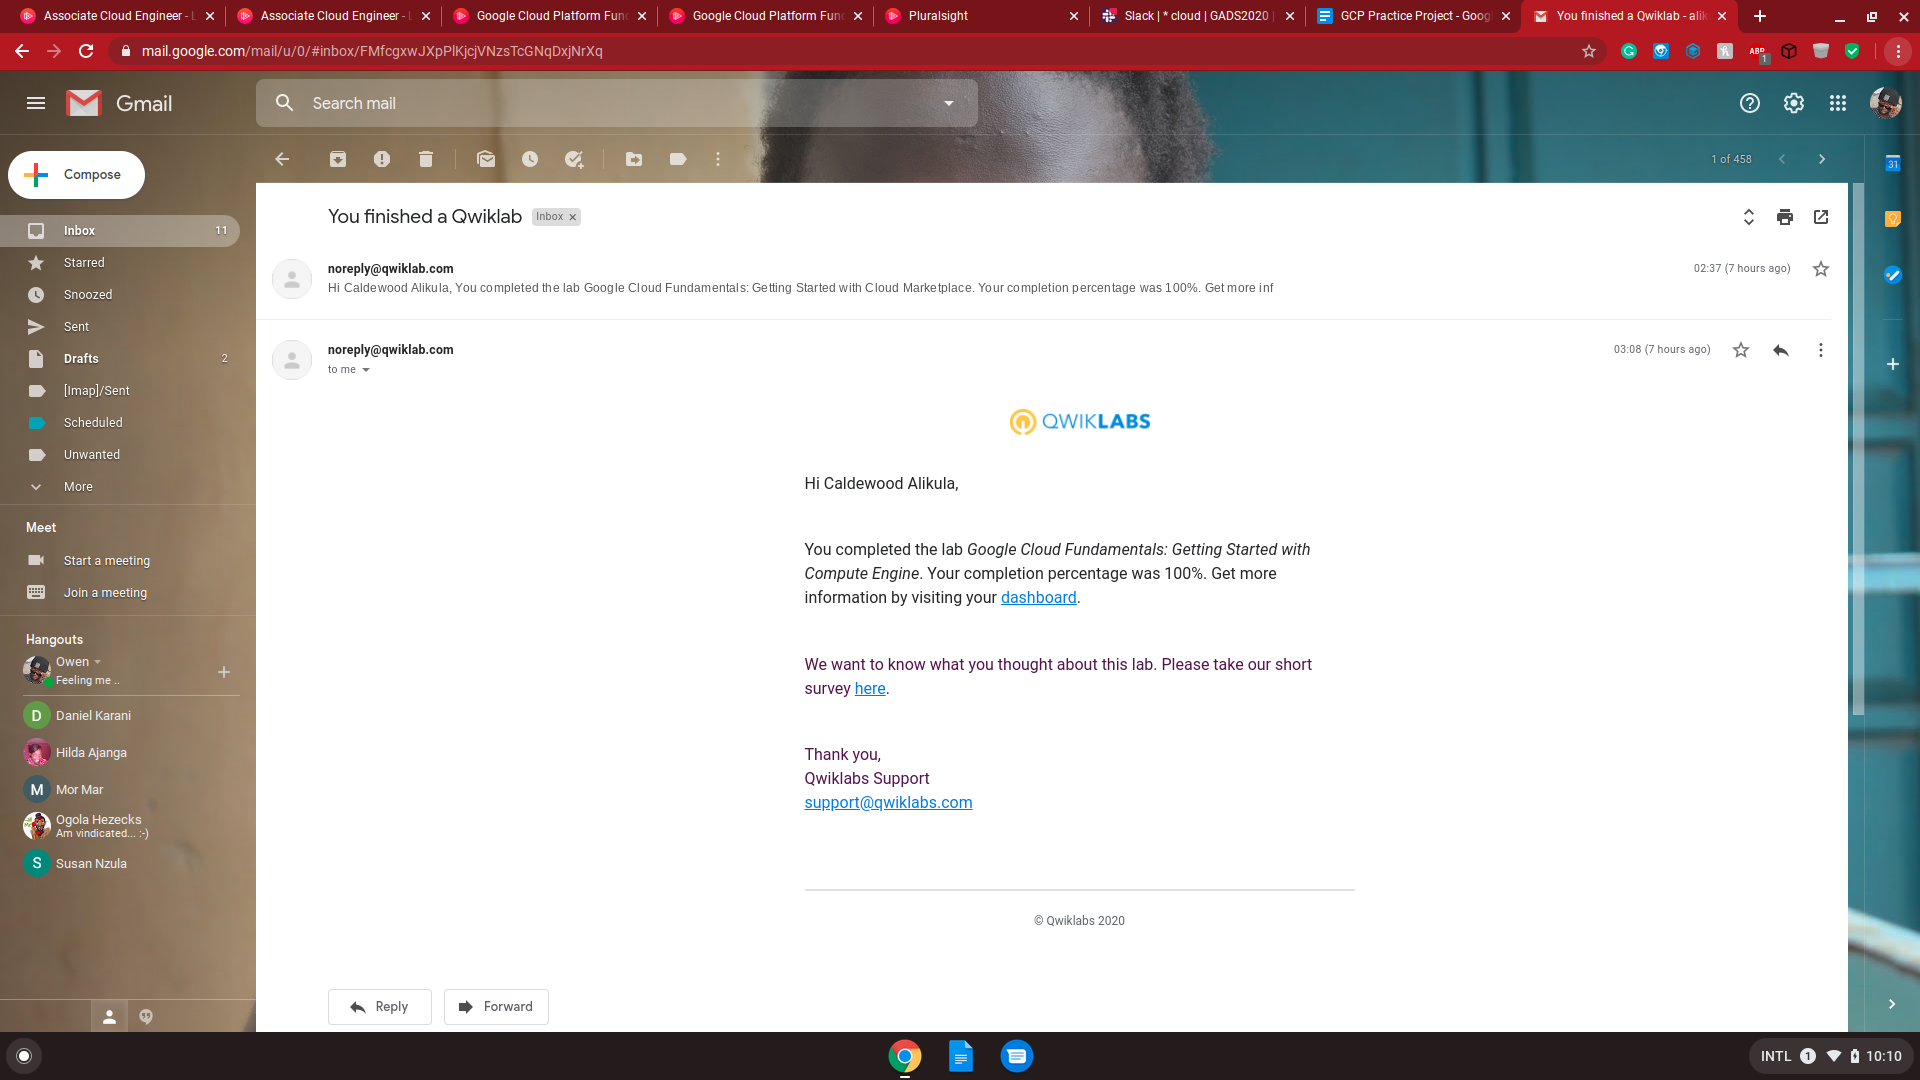 Associate Cloud Engineer - L
Associate Cloud Engineer - L
Google Cloud Platform Fun
Google Cloud Platform Fun
Pluralsight
Slack | * cloud | GADS2020 |
GCP Practice Project - Goog
You finished a Qwiklab - alik
mail.google.com/mail/u/0/#inbox/FMfcgxwJXpPlKjcjVNzsTcGNqDxjNrXq
ABP
1
Gmail
Search mail
Compose
1 of 458
31
You finished a Qwiklab
Inbox
Inbox 11
Starred
Snoozed
Sent
Drafts 2
[Imap]/Sent
Scheduled
Unwanted
More
Meet
Start a meeting
Join a meeting
Hangouts
Owen
Feeling me ..
D Daniel Karani
Hilda Ajanga
M Mor Mar
Ogola Hezecks
Am vindicated... :-)
S Susan Nzula
noreply@qwiklab.com
02:37 (7 hours ago)
Hi Caldewood Alikula, You completed the lab Google Cloud Fundamentals: Getting Started with Cloud Marketplace. Your completion percentage was 100%. Get more inf
noreply@qwiklab.com
03:08 (7 hours ago)
to me
QWIKLABS
Hi Caldewood Alikula,
You completed the lab Google Cloud Fundamentals: Getting Started with
Compute Engine. Your completion percentage was 100%. Get more
information by visiting your dashboard.
We want to know what you thought about this lab. Please take our short
survey here.
Thank you,
Qwiklabs Support
support@qwiklabs.com
© Qwiklabs 2020
Reply
Forward
INTL 1 10:10